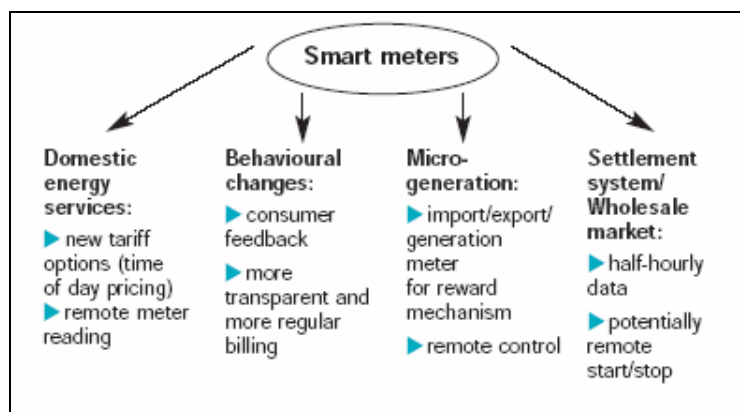 Smart meters
Domestic
energy
services:
▶ new tariff
options (time
of day pricing)
▶ remote meter
reading
Behavioural
changes:
▶ consumer
feedback
▶ more
transparent and
more regular
billing
Micro-
generation:
▶ import/export/
generation
meter
for reward
mechanism
▶ remote control
Settlement
system/
Wholesale
market:
▶ half-hourly
data
▶ potentially
remote
start/stop